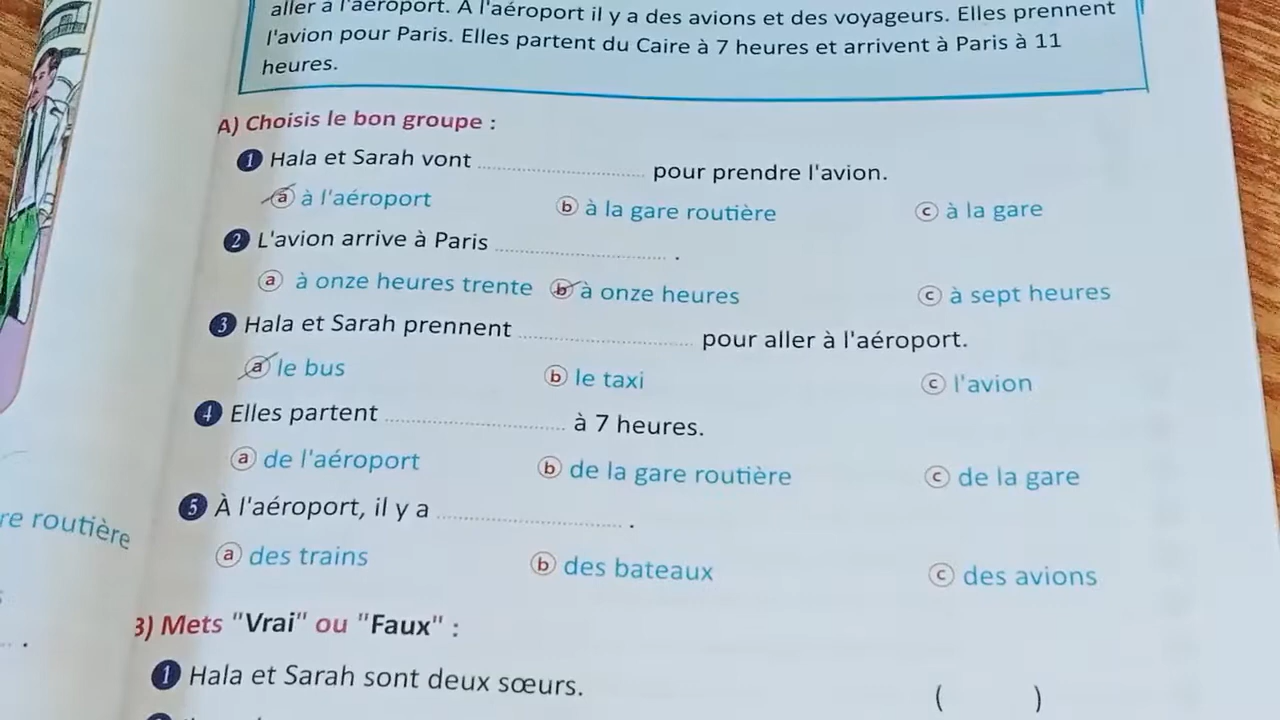 aller à l'aéroport. A l'aéroport il y a des avions et des voyageurs. Elles prennent
l'avion pour Paris. Elles partent du Caire à 7 heures et arrivent à Paris à 11
heures.
A) Choisis le bon groupe :
1 Hala et Sarah vont .................... pour prendre l'avion.
a à l'aéroport b à la gare routière c à la gare
2 L'avion arrive à Paris .................... .
a à onze heures trente b à onze heures c à sept heures
3 Hala et Sarah prennent .................... pour aller à l'aéroport.
a le bus b le taxi c l'avion
4 Elles partent .................... à 7 heures.
a de l'aéroport b de la gare routière c de la gare
5 À l'aéroport, il y a .................... .
a des trains b des bateaux c des avions
re routière
B) Mets "Vrai" ou "Faux" :
1 Hala et Sarah sont deux sœurs. ( )